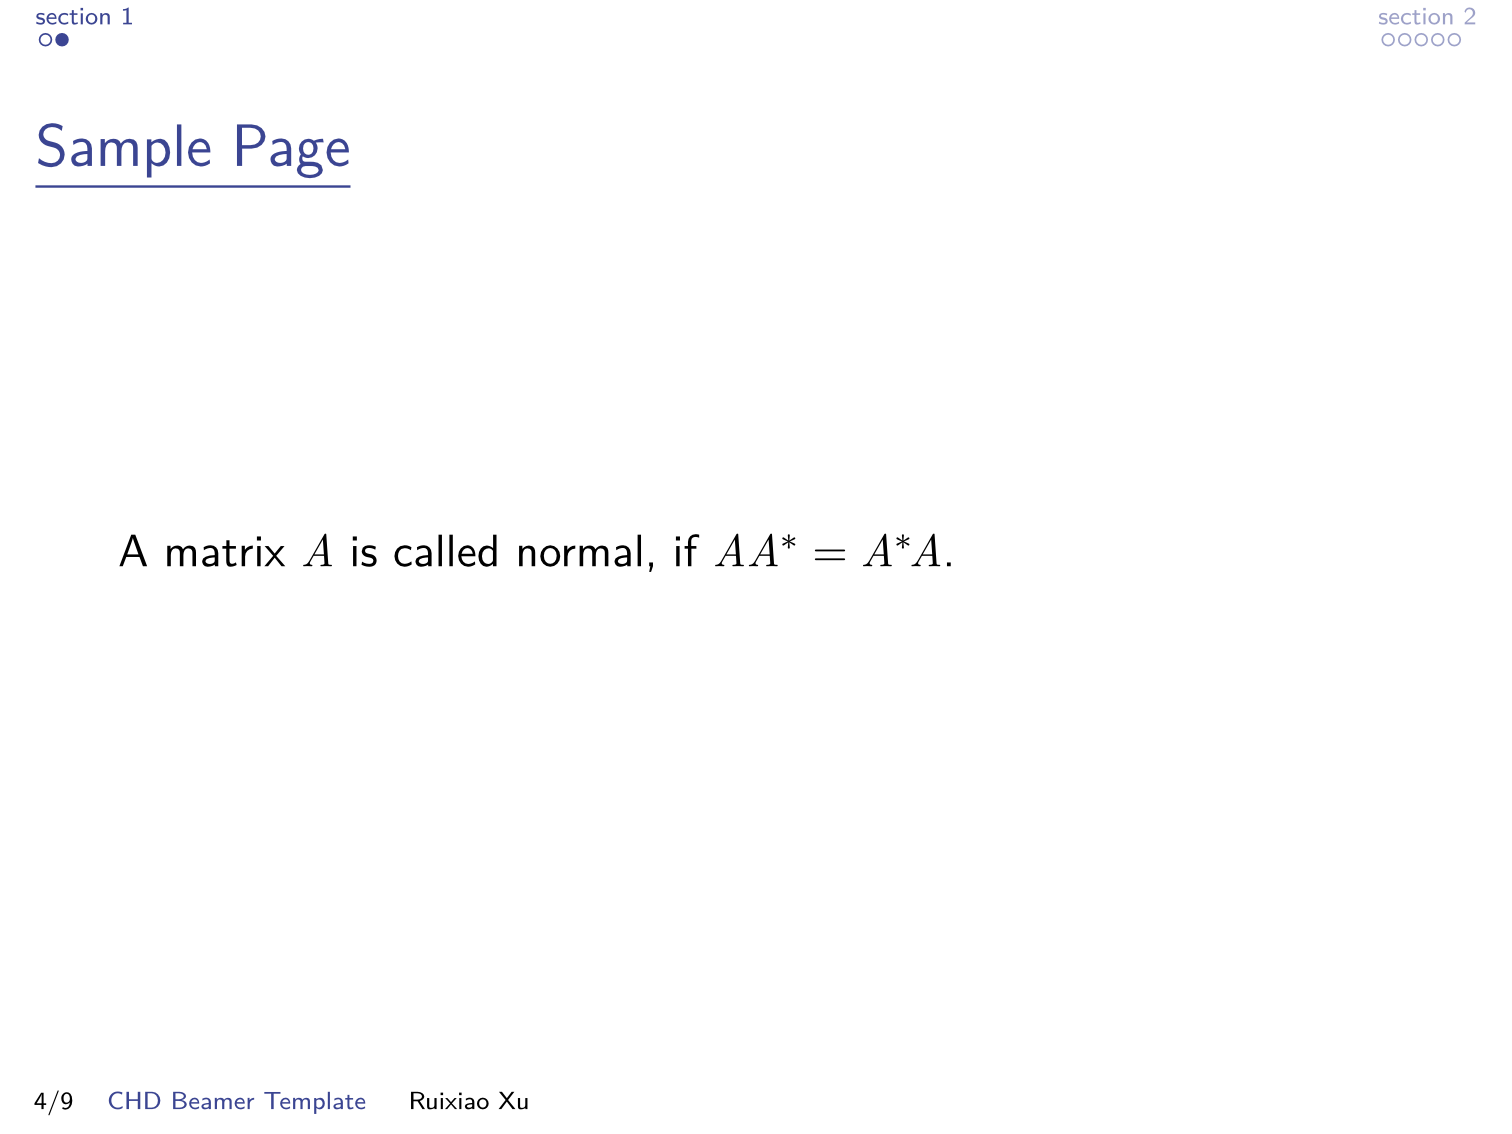 section 1
section 2
Sample Page
A matrix A is called normal, if AA* = A*A.
4/9 CHD Beamer Template Ruixiao Xu